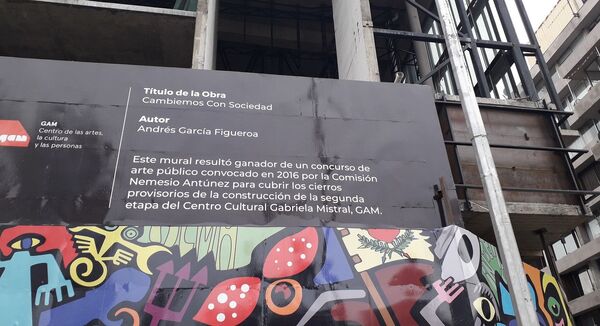 Título de la Obra
Cambiemos Con Sociedad
Autor
Andrés García Figueroa
GAM
Centro de las artes,
la cultura
y las personas
gam
Este mural resultó ganador de un concurso de
arte público convocado en 2016 por la Comisión
Nemesio Antúnez para cubrir los cierros
provisorios de la construcción de la segunda
etapa del Centro Cultural Gabriela Mistral, GAM.